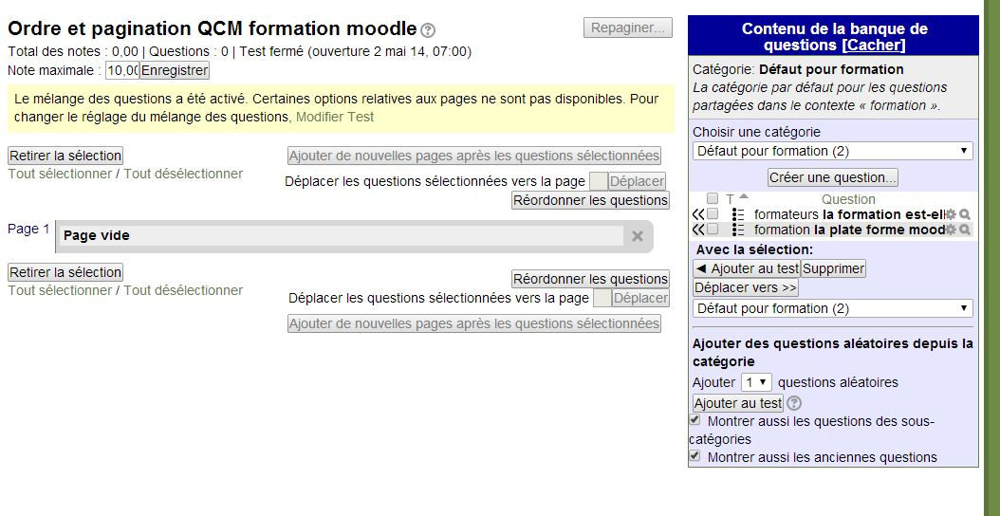 Ordre et pagination QCM formation moodle
Repaginer...
Total des notes : 0,00 | Questions : 0 | Test fermé (ouverture 2 mai 14, 07:00)
Note maximale : 10,00 Enregistrer
Le mélange des questions a été activé. Certaines options relatives aux pages ne sont pas disponibles. Pour
changer le réglage du mélange des questions, Modifier Test
Retirer la sélection
Ajouter de nouvelles pages après les questions sélectionnées
Tout sélectionner / Tout désélectionner
Déplacer les questions sélectionnées vers la page Déplacer
Réordonner les questions
Page 1
Page vide
Retirer la sélection
Réordonner les questions
Tout sélectionner / Tout désélectionner
Déplacer les questions sélectionnées vers la page Déplacer
Ajouter de nouvelles pages après les questions sélectionnées
Contenu de la banque de
questions [Cacher]
Catégorie: Défaut pour formation
La catégorie par défaut pour les questions
partagées dans le contexte « formation ».
Choisir une catégorie
Défaut pour formation (2)
Créer une question...
T Question
formateurs la formation est-ell
formation la plate forme mood
Avec la sélection:
◄ Ajouter au test Supprimer
Déplacer vers >>
Défaut pour formation (2)
Ajouter des questions aléatoires depuis la
catégorie
Ajouter 1 questions aléatoires
Ajouter au test
Montrer aussi les questions des sous-
catégories
Montrer aussi les anciennes questions